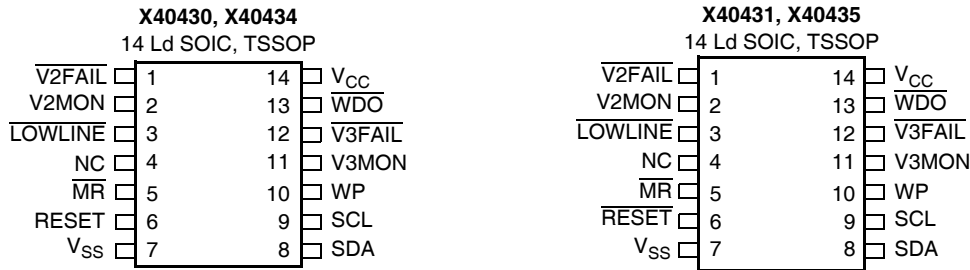 X40430, X40434
14 Ld SOIC, TSSOP
V2FAIL 1 14 VCC
V2MON 2 13 WDO
LOWLINE 3 12 V3FAIL
NC 4 11 V3MON
MR 5 10 WP
RESET 6 9 SCL
VSS 7 8 SDA
X40431, X40435
14 Ld SOIC, TSSOP
V2FAIL 1 14 VCC
V2MON 2 13 WDO
LOWLINE 3 12 V3FAIL
NC 4 11 V3MON
MR 5 10 WP
RESET 6 9 SCL
VSS 7 8 SDA